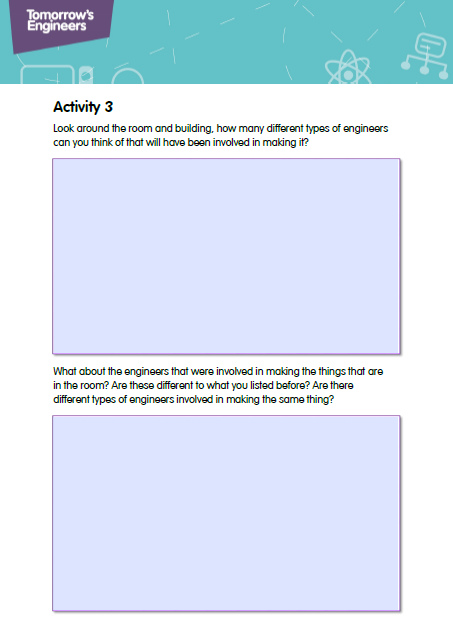 Tomorrow's
Engineers
Activity 3
Look around the room and building, how many different types of engineers
can you think of that will have been involved in making it?
What about the engineers that were involved in making the things that are
in the room? Are these different to what you listed before? Are there
different types of engineers involved in making the same thing?